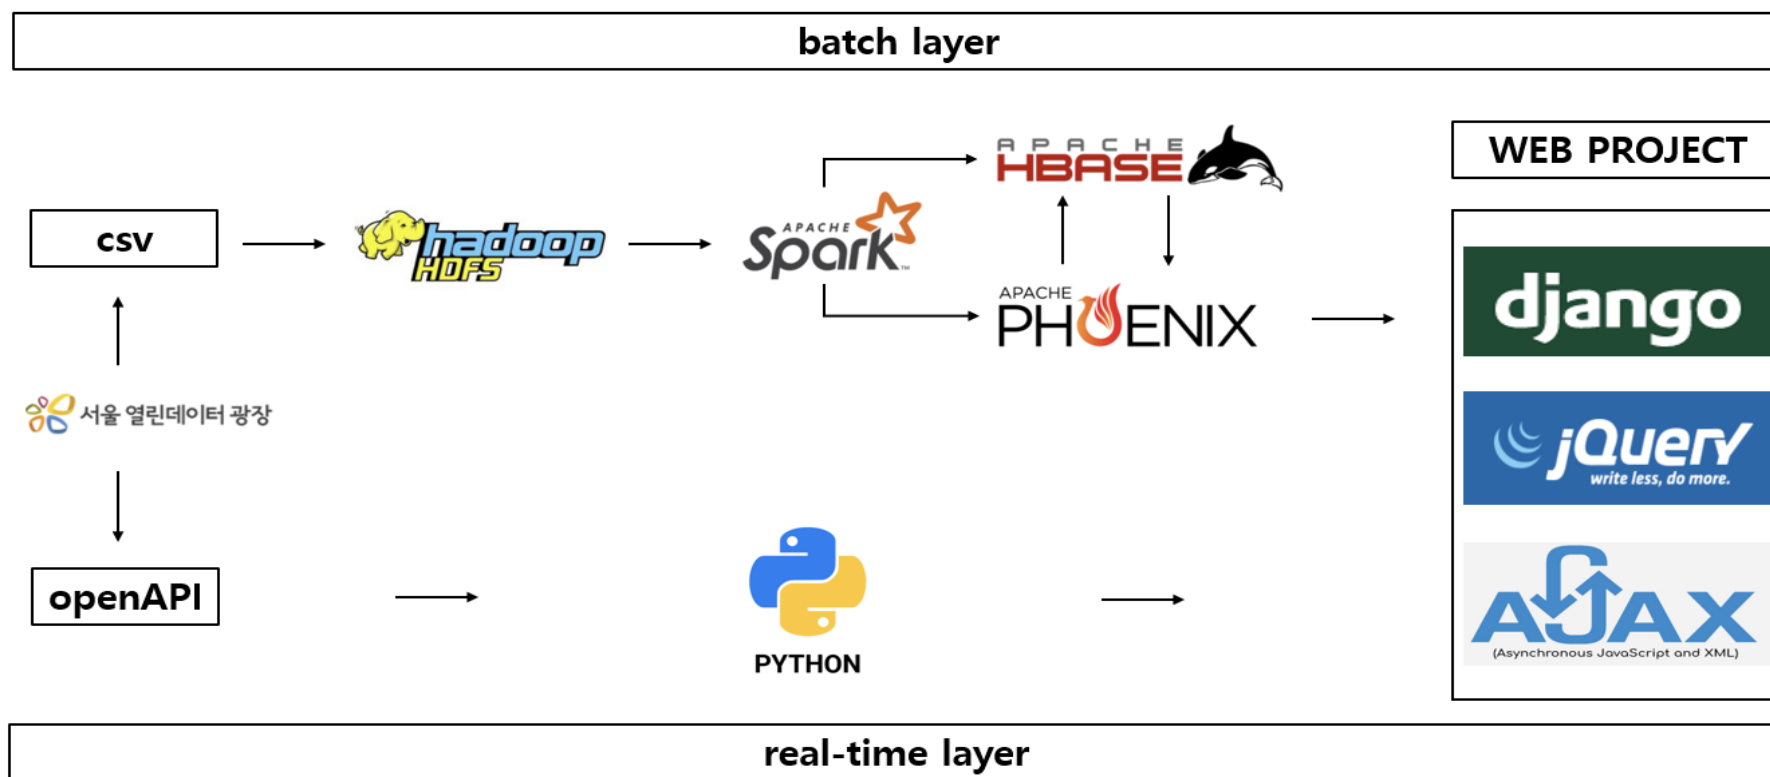 batch layer
WEB PROJECT
csv
hadoop
HDFS
APACHE
Spark™
APACHE
HBASE
APACHE
PHOENIX
django
서울 열린데이터 광장
jQuery
write less, do more.
openAPI
PYTHON
AJAX
(Asynchronous JavaScript and XML)
real-time layer